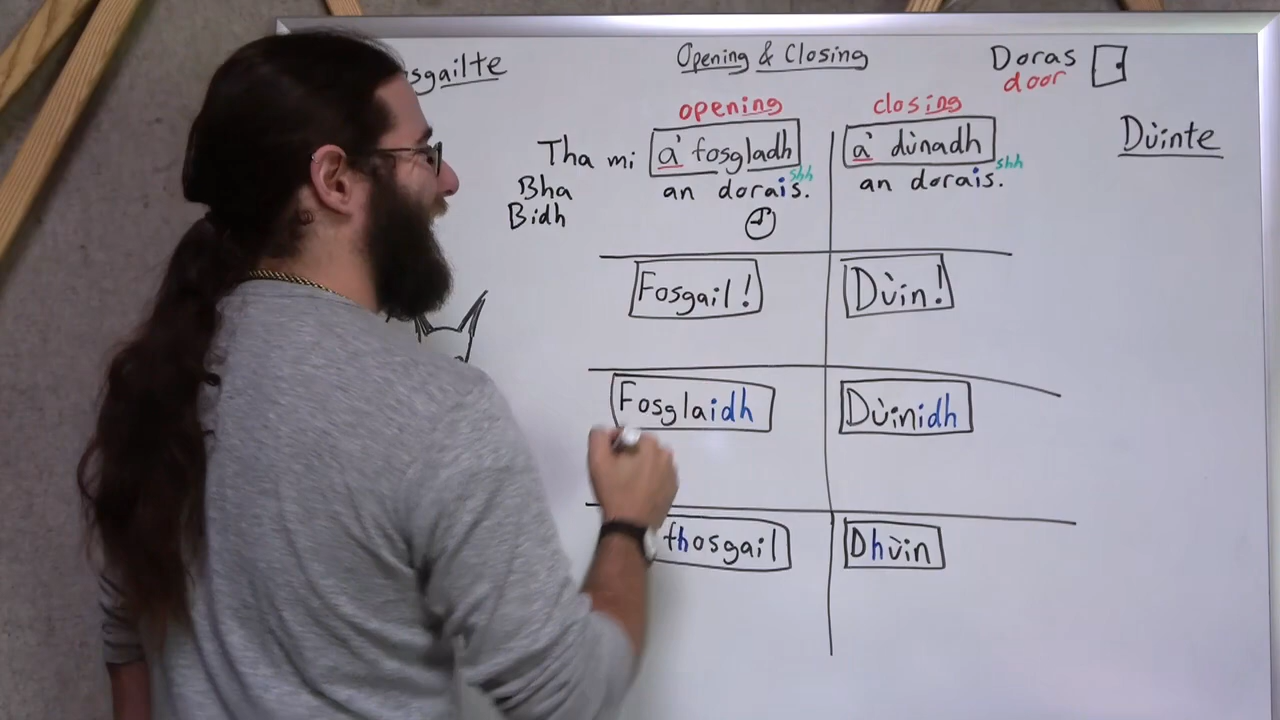 sgailte
Opening & Closing
Doras
door
opening
closing
Dùinte
Tha mi
a' fosgladh
a' dùnadh
Bha
an dorais.
shh
an dorais.
shh
Bidh
Fosgail!
Dùin!
Fosglaidh
Dùinidh
fhosgail
Dhùin